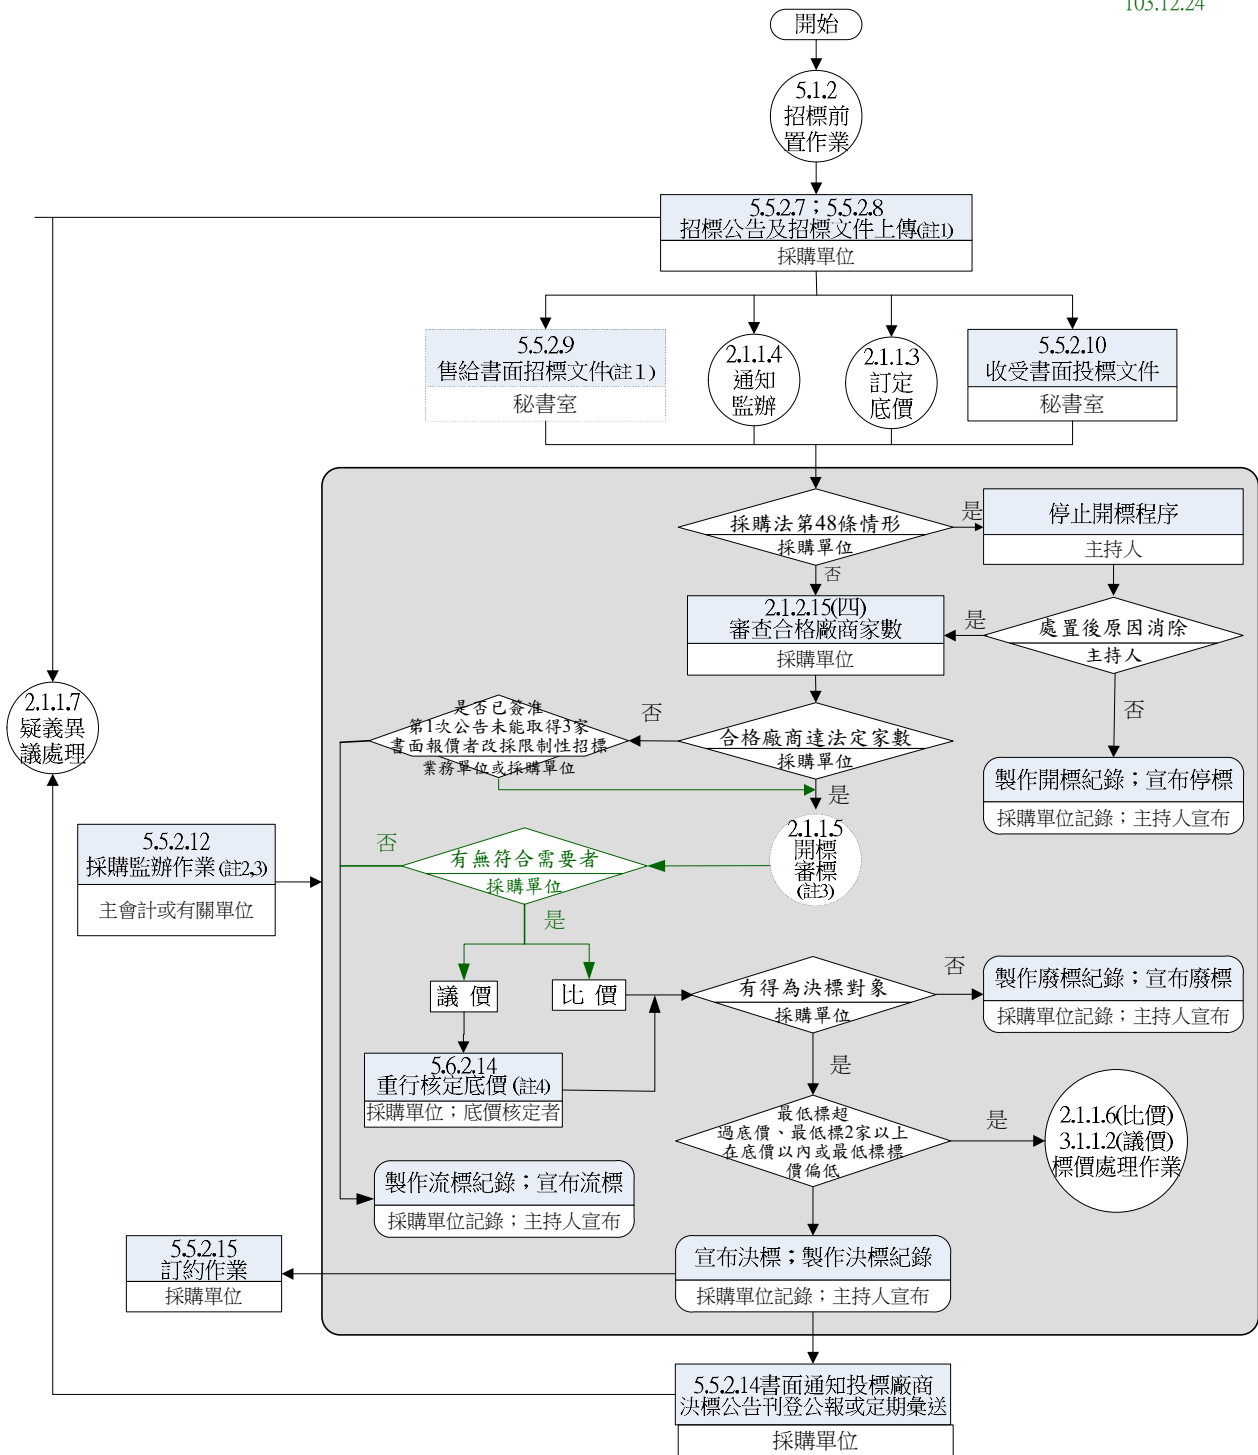 103.12.24
開始
5.1.2
招標前
置作業
5.5.2.7；5.5.2.8
招標公告及招標文件上傳(註1)
採購單位
5.5.2.9
售給書面招標文件(註１)
秘書室
2.1.1.4
通知
監辦
2.1.1.3
訂定
底價
5.5.2.10
收受書面投標文件
秘書室
採購法第48條情形
採購單位
是
停止開標程序
主持人
否
2.1.2.15(四)
審查合格廠商家數
採購單位
是
處置後原因消除
主持人
否
製作開標紀錄；宣布停標
採購單位記錄；主持人宣布
2.1.1.7
疑義異
議處理
是否已簽准
第1次公告未能取得3家
書面報價者改採限制性招標
業務單位或採購單位
否
合格廠商達法定家數
採購單位
是
2.1.1.5
開標
審標
(註3)
5.5.2.12
採購監辦作業(註2,3)
主會計或有關單位
否
有無符合需要者
採購單位
是
議 價
比 價
有得為決標對象
採購單位
否
製作廢標紀錄；宣布廢標
採購單位記錄；主持人宣布
5.6.2.14
重行核定底價(註4)
採購單位；底價核定者
是
最低標超
過底價、最低標2家以上
在底價以內或最低標標
價偏低
是
2.1.1.6(比價)
3.1.1.2(議價)
標價處理作業
製作流標紀錄；宣布流標
採購單位記錄；主持人宣布
5.5.2.15
訂約作業
採購單位
宣布決標；製作決標紀錄
採購單位記錄；主持人宣布
5.5.2.14書面通知投標廠商
決標公告刊登公報或定期彙送
採購單位